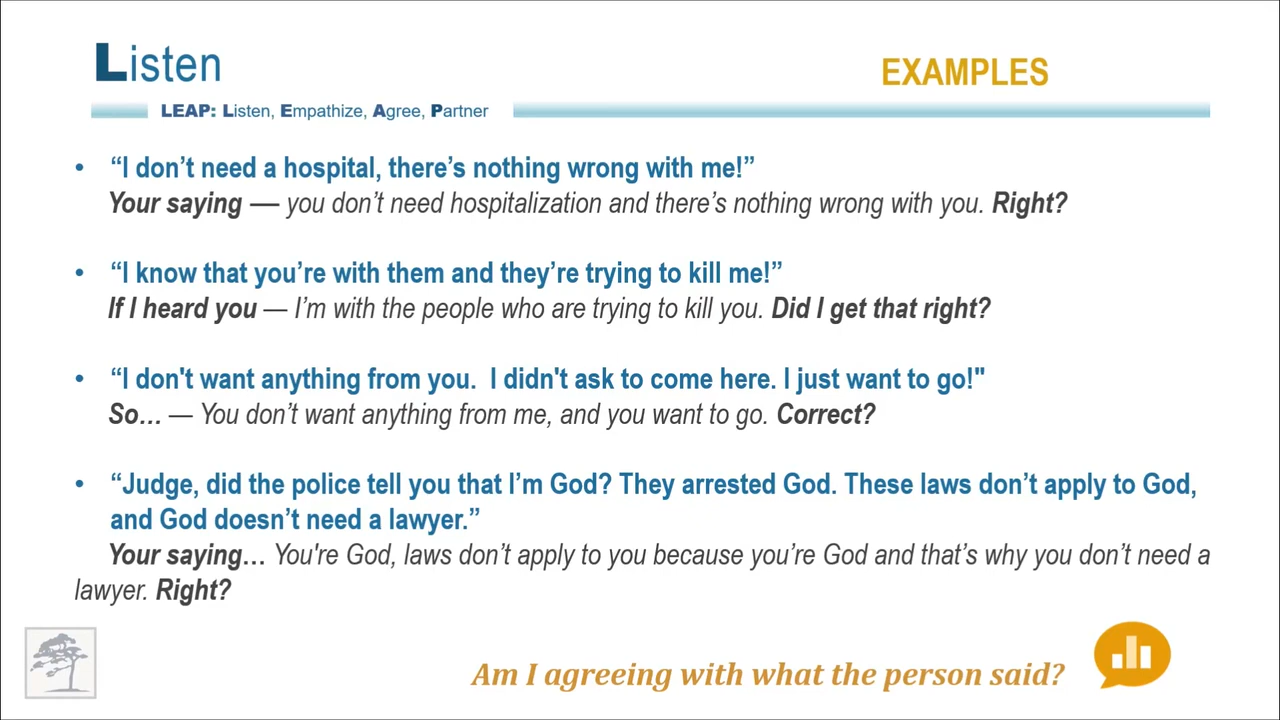 Listen
EXAMPLES
LEAP: Listen, Empathize, Agree, Partner
• “I don’t need a hospital, there’s nothing wrong with me!”
Your saying — you don’t need hospitalization and there’s nothing wrong with you. Right?
• “I know that you’re with them and they’re trying to kill me!”
If I heard you — I’m with the people who are trying to kill you. Did I get that right?
• “I don't want anything from you.  I didn't ask to come here. I just want to go!"
So… — You don’t want anything from me, and you want to go. Correct?
• “Judge, did the police tell you that I’m God? They arrested God. These laws don’t apply to God,
and God doesn’t need a lawyer.”
Your saying… You're God, laws don’t apply to you because you’re God and that’s why you don’t need a
lawyer. Right?
Am I agreeing with what the person said?